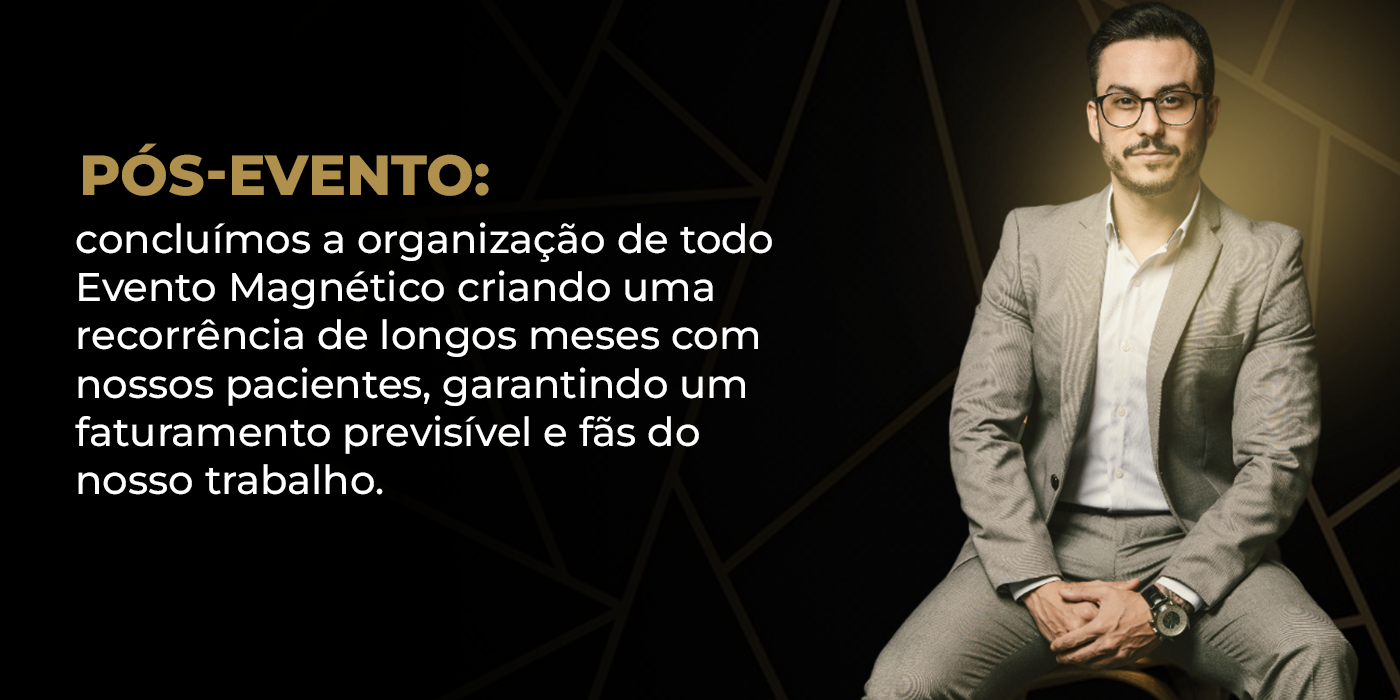 PÓS-EVENTO:
concluímos a organização de todo
Evento Magnético criando uma
recorrência de longos meses com
nossos pacientes, garantindo um
faturamento previsível e fãs do
nosso trabalho.